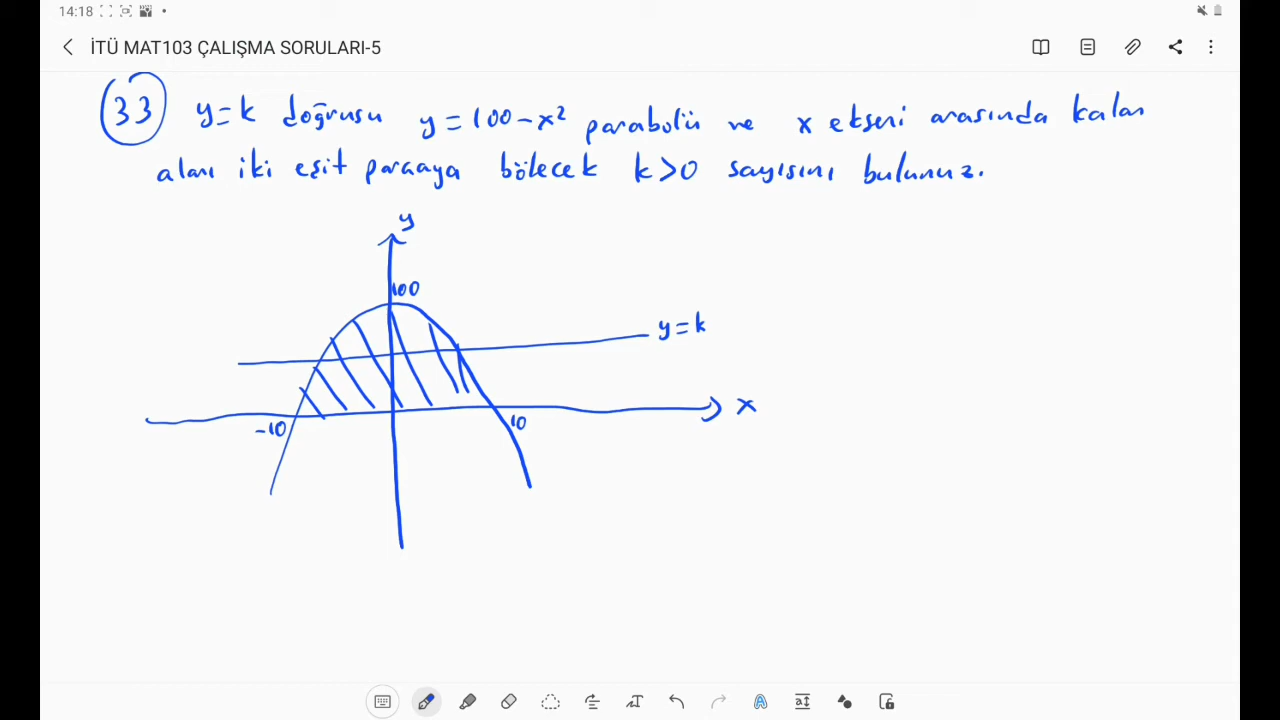 14:18
İTÜ MAT103 ÇALIŞMA SORULARI-5
33 y=k doğrusu y=100-x² parabolü ve x ekseni arasında kalan
alanı iki eşit parçaya bölecek k>0 sayısını bulunuz.
y
100
y=k
x
-10
10